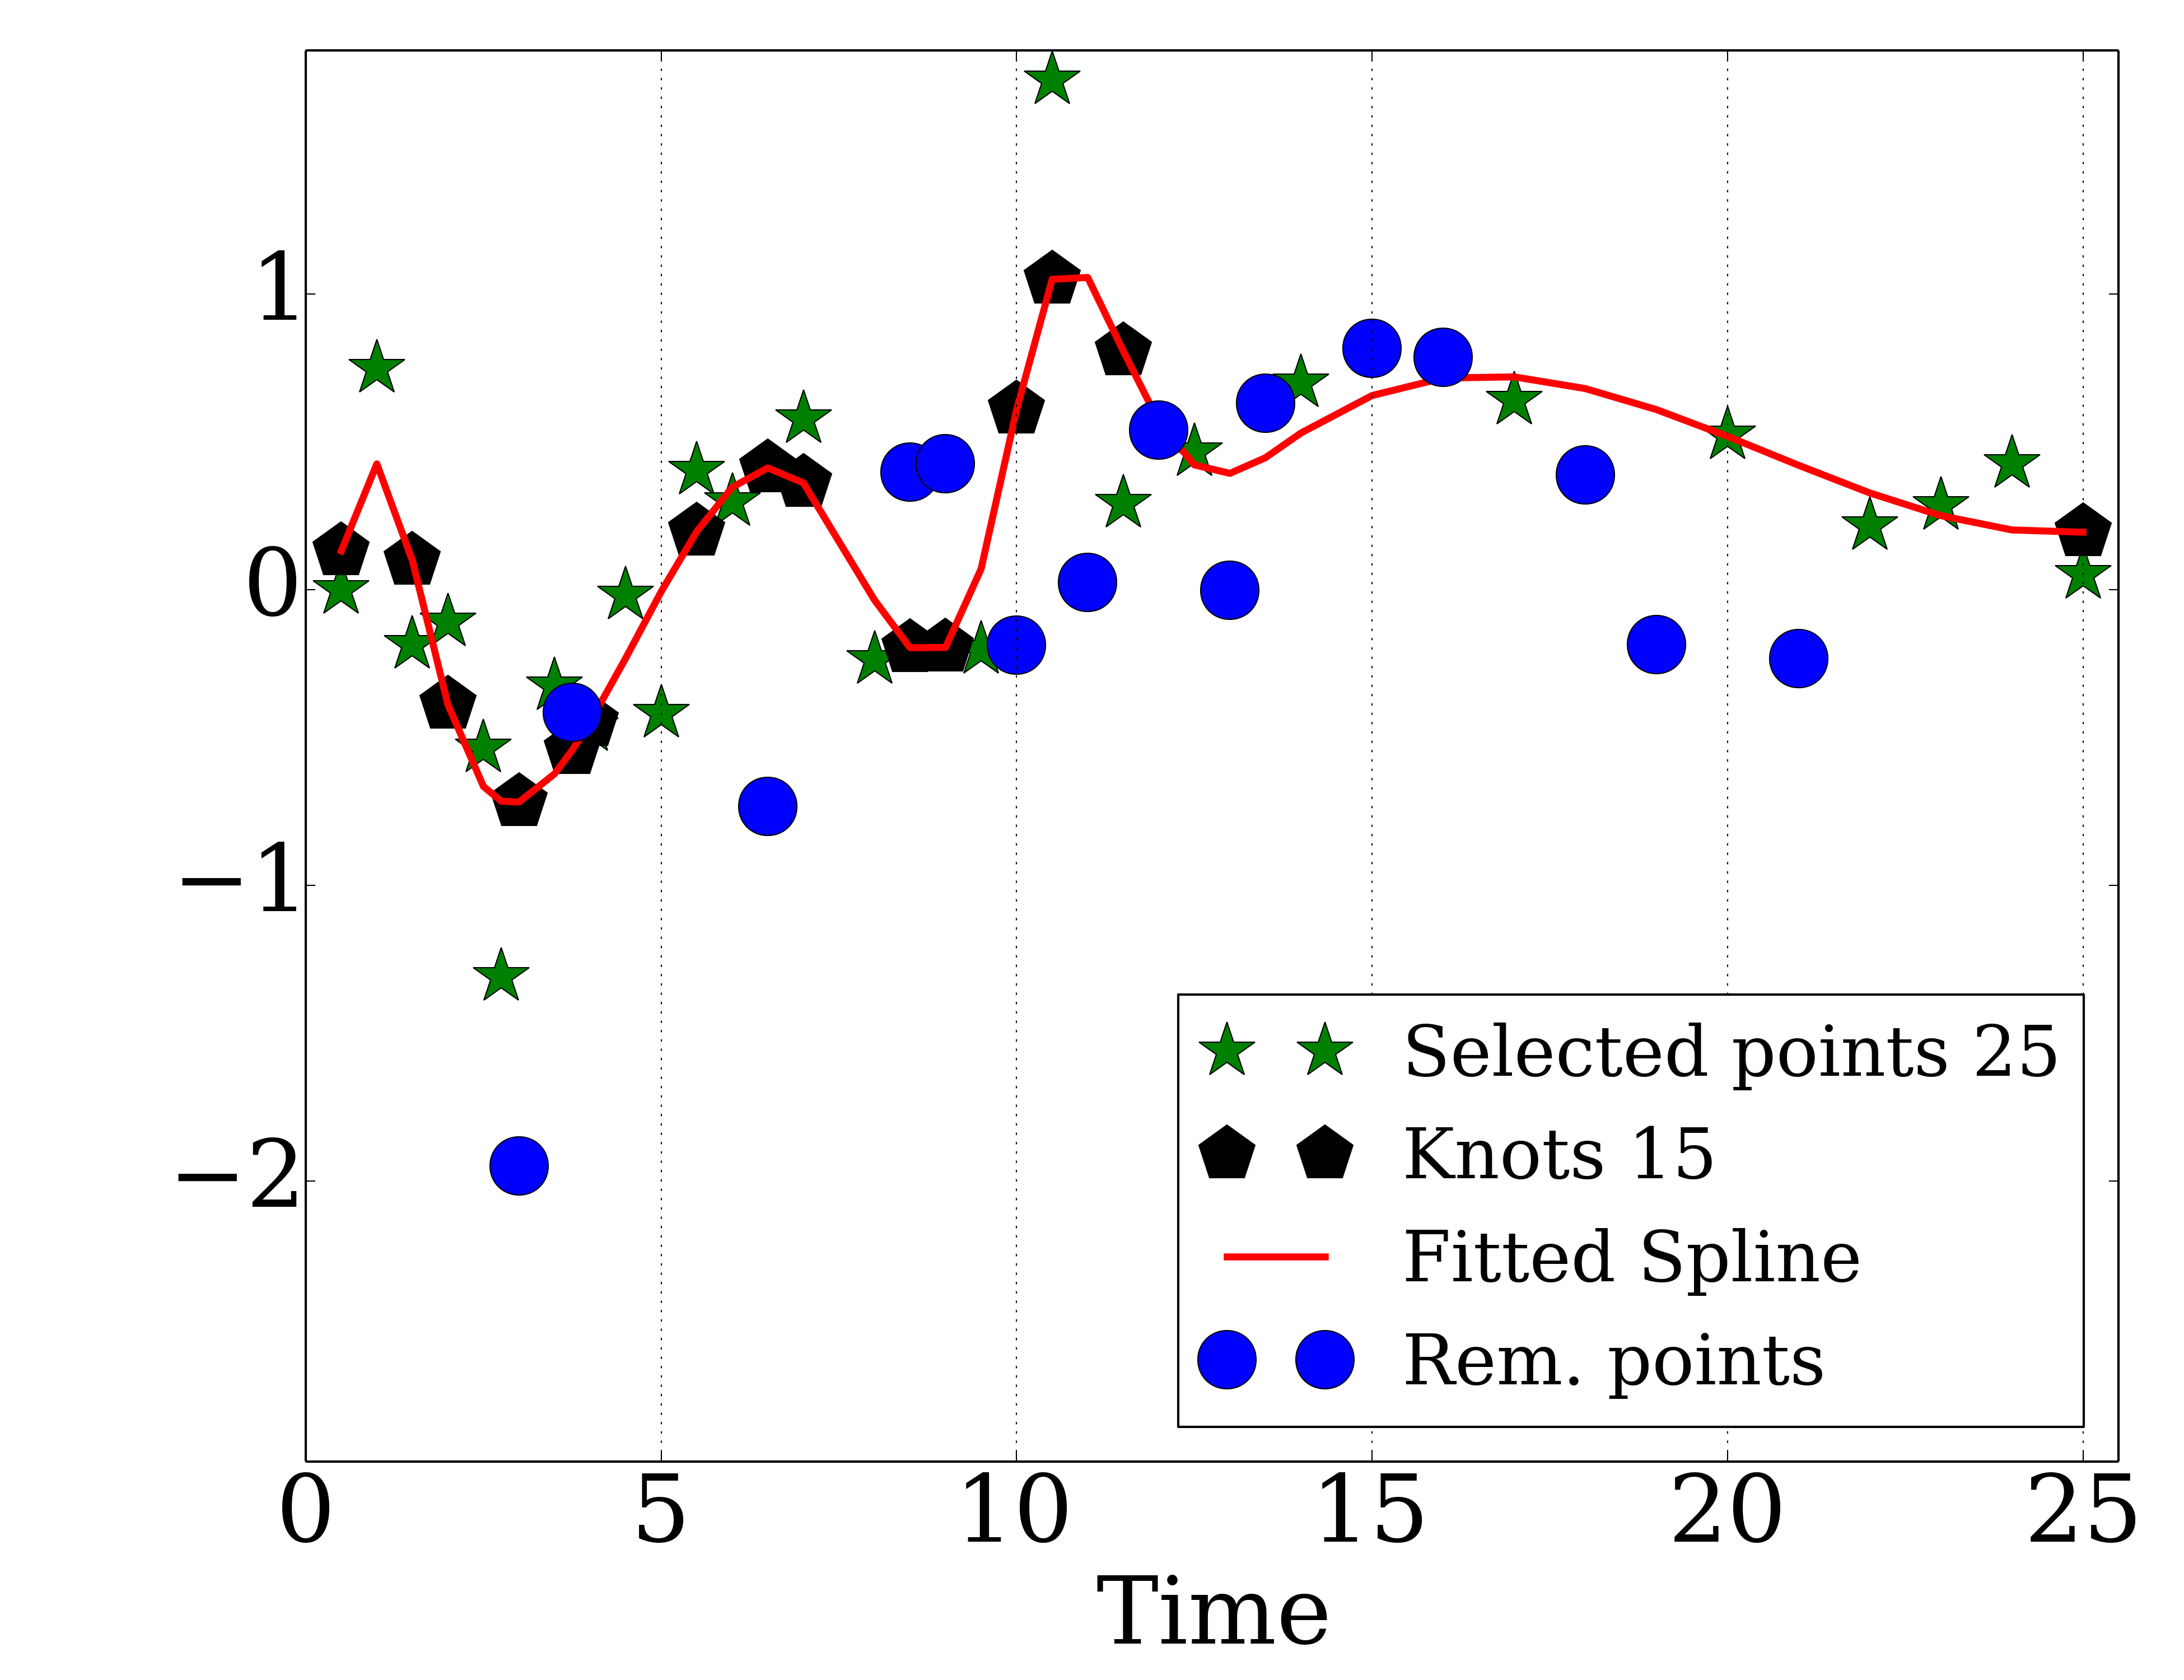 1
0
−1
−2
Selected points 25
Knots 15
Fitted Spline
Rem. points
0 5 10 15 20 25
Time